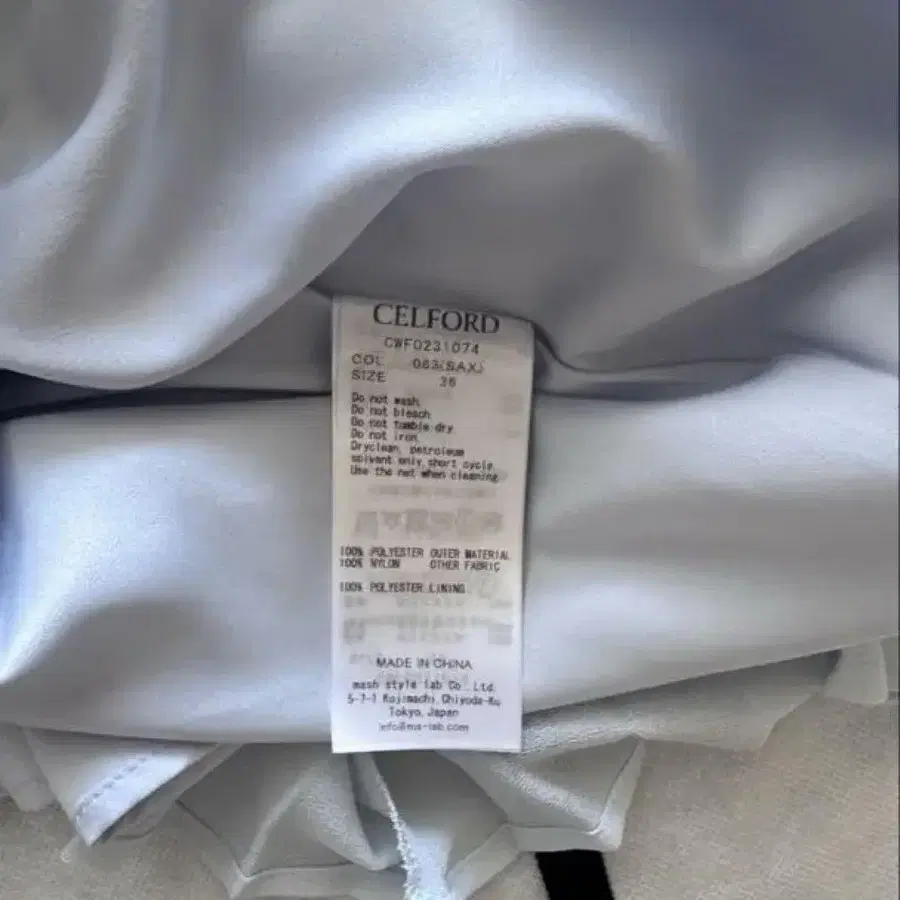 CELFORD
CWFO231074
COL 063(SAX)
SIZE 36
Do not wash
Do not bleach
Do not tumble dry
Do not iron
Dryclean, petroleum
solvent only short cycle
Use the net when cleaning
100% POLYESTER OUTER MATERIAL
100% NYLON OTHER FABRIC
100% POLYESTER LINING
MADE IN CHINA
mash style lab Co., Ltd.
5-7-1 Kojimachi, Chiyoda-Ku
Tokyo, Japan
info@ms-lab.com